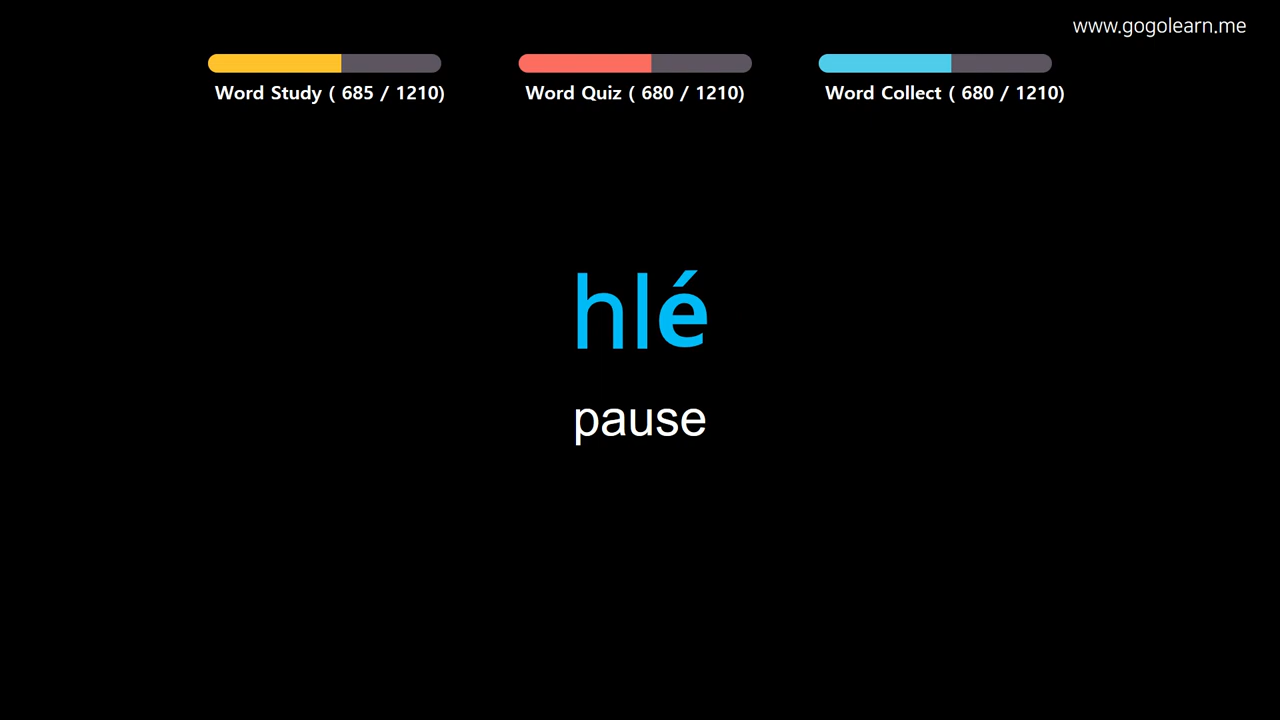 www.gogolearn.me
Word Study ( 685 / 1210)
Word Quiz ( 680 / 1210)
Word Collect ( 680 / 1210)
hlé
pause